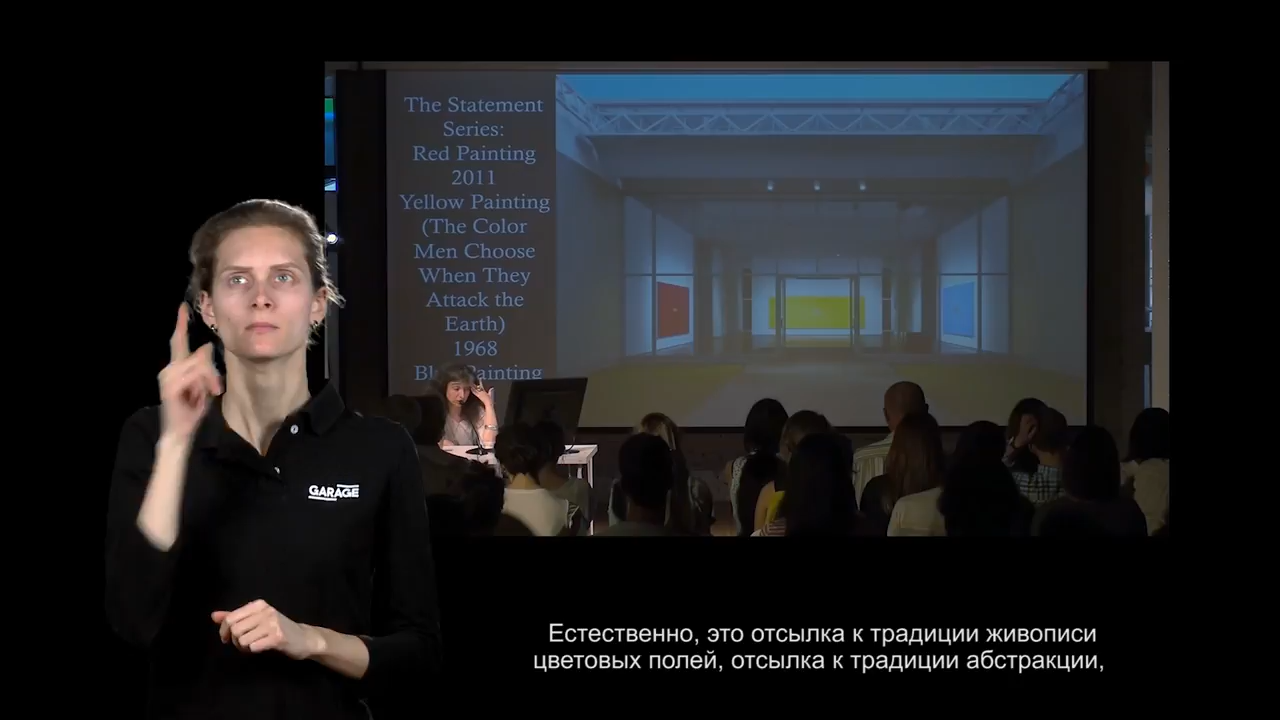 The Statement
Series:
Red Painting
2011
Yellow Painting
(The Color
Men Choose
When They
Attack the
Earth)
1968
Painting
GARAGE
Естественно, это отсылка к традиции живописи
цветовых полей, отсылка к традиции абстракции,